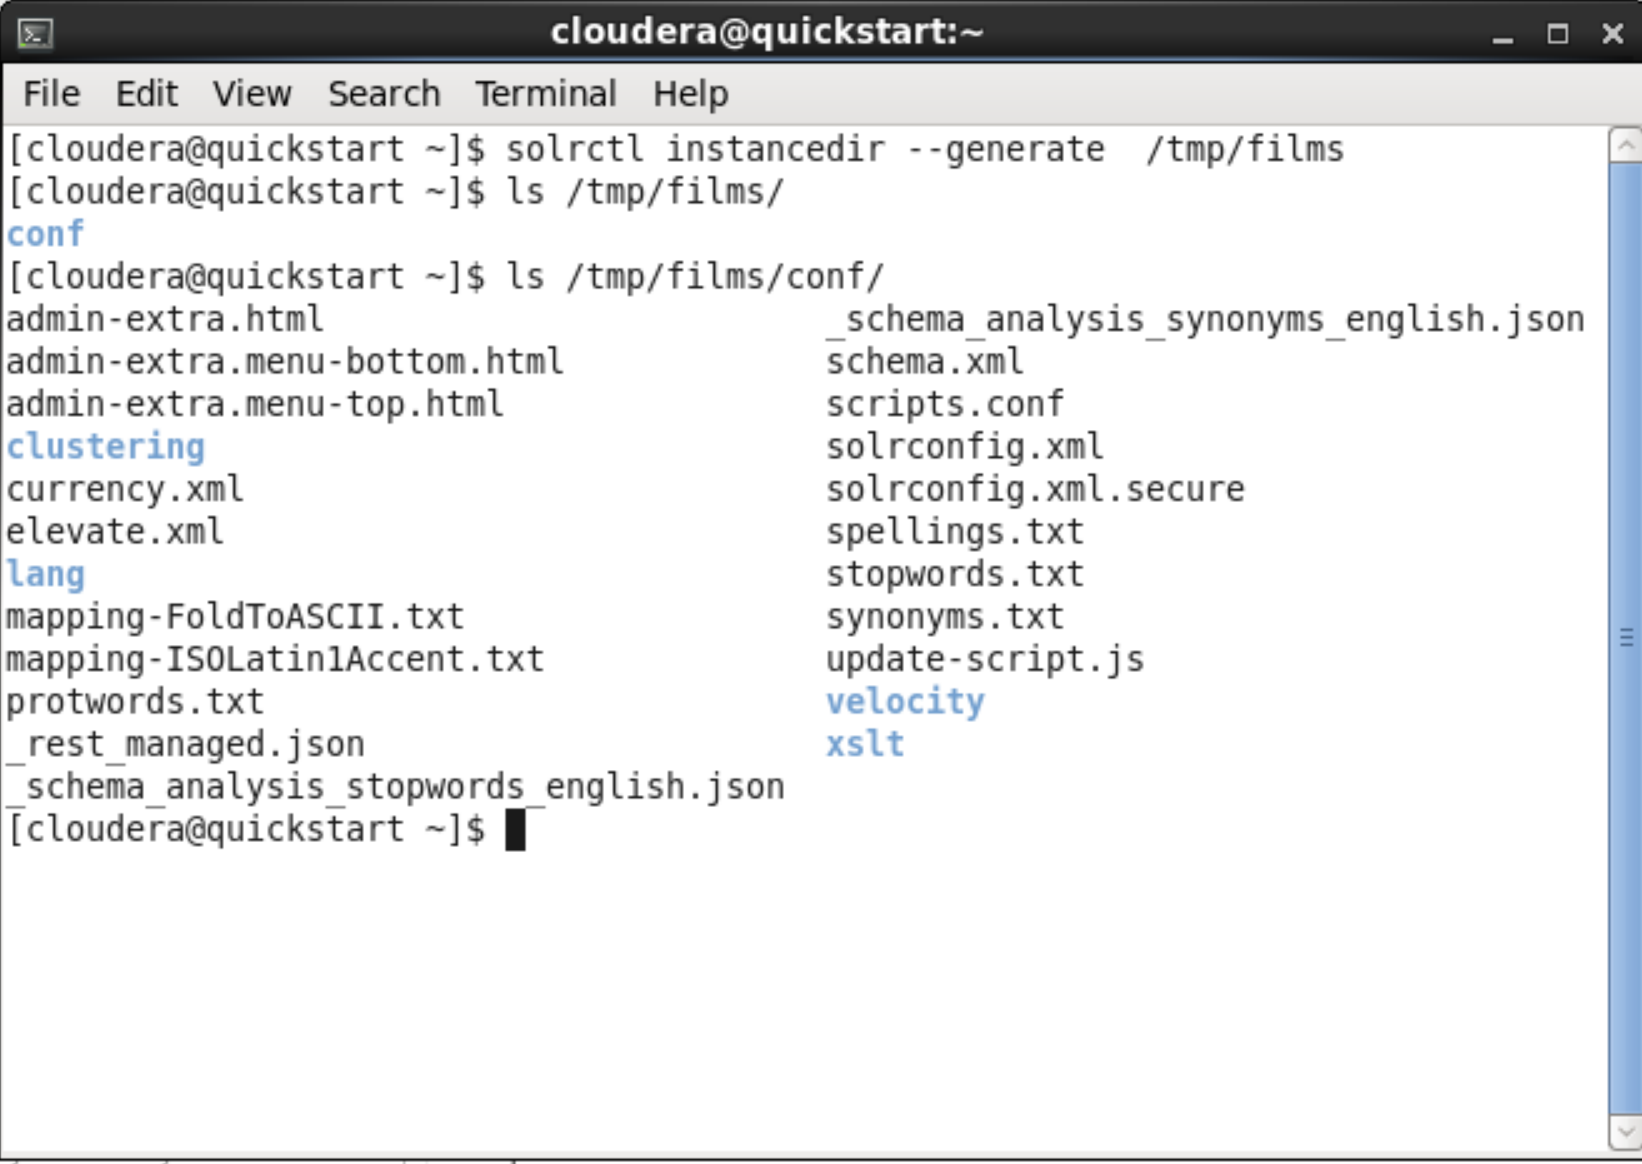 cloudera@quickstart:~
File Edit View Search Terminal Help
[cloudera@quickstart ~]$ solrctl instancedir --generate  /tmp/films
[cloudera@quickstart ~]$ ls /tmp/films/
conf
[cloudera@quickstart ~]$ ls /tmp/films/conf/
admin-extra.html _schema_analysis_synonyms_english.json
admin-extra.menu-bottom.html schema.xml
admin-extra.menu-top.html scripts.conf
clustering solrconfig.xml
currency.xml solrconfig.xml.secure
elevate.xml spellings.txt
lang stopwords.txt
mapping-FoldToASCII.txt synonyms.txt
mapping-ISOLatin1Accent.txt update-script.js
protwords.txt velocity
_rest_managed.json xslt
_schema_analysis_stopwords_english.json
[cloudera@quickstart ~]$